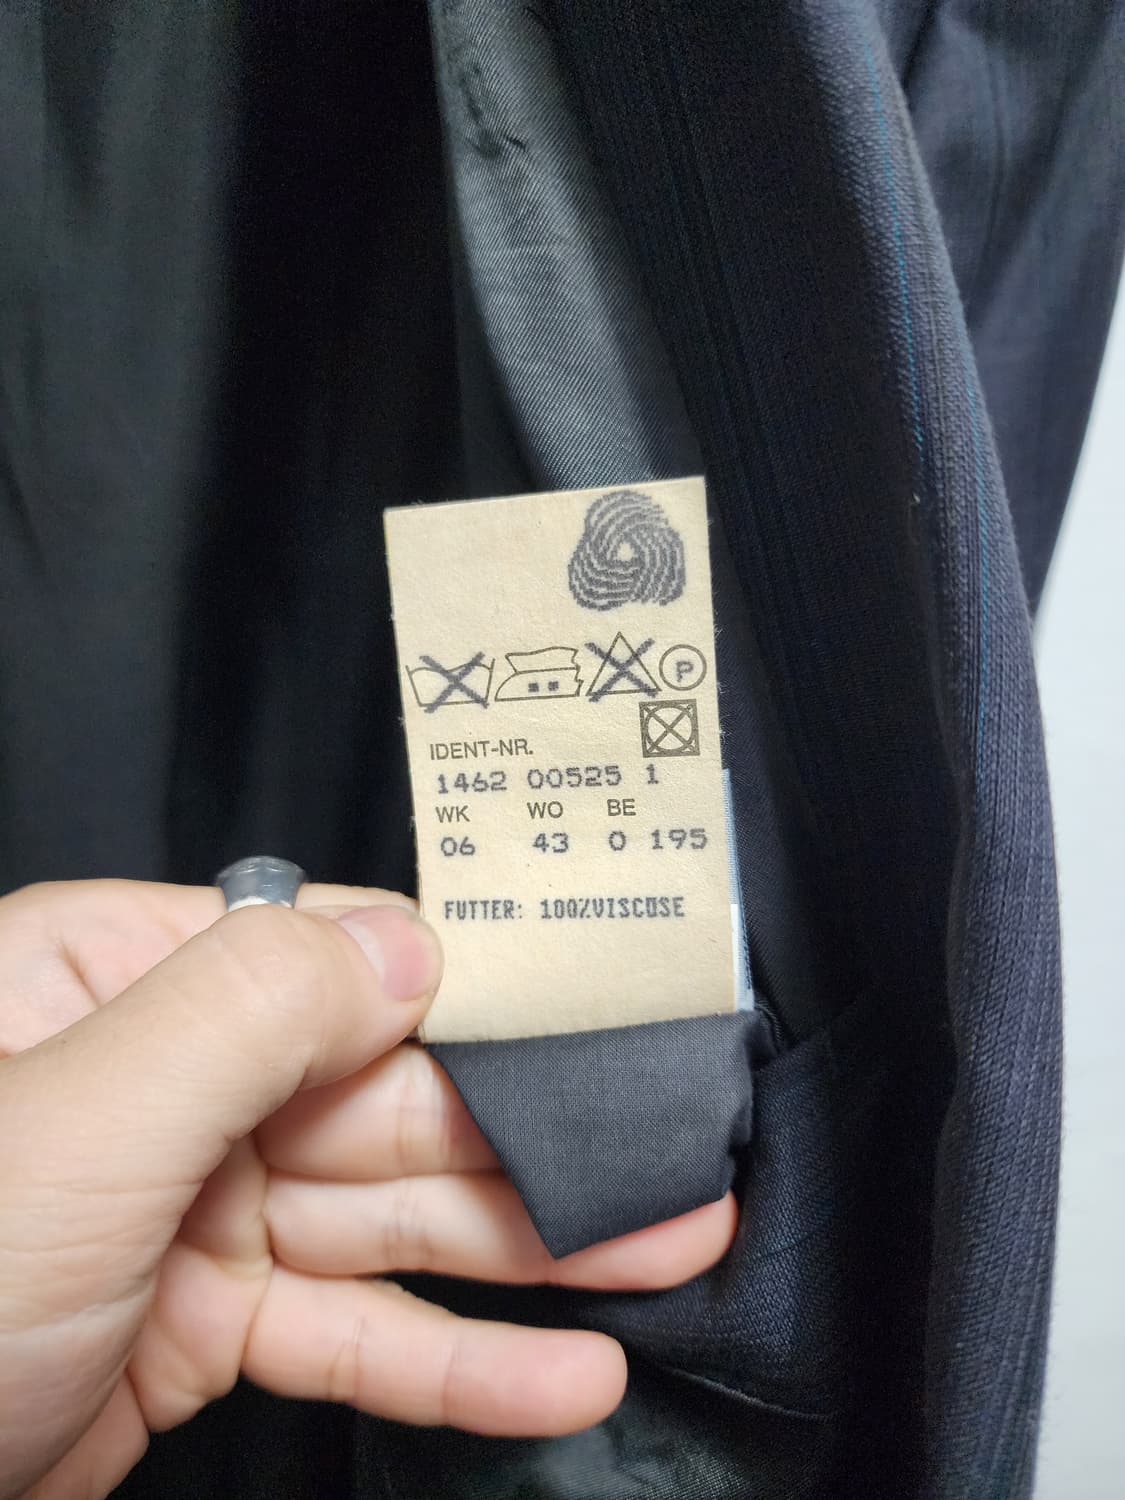 P
IDENT-NR.
1462 00525 1
WK WO BE
06 43 0 195
FUTTER: 100%VISCOSE